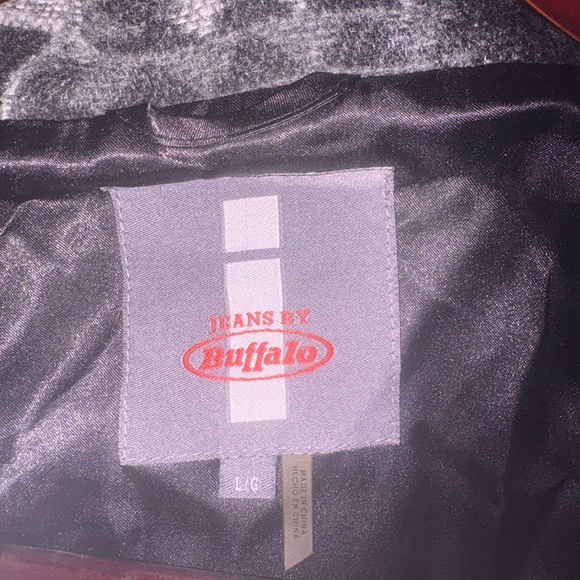 i
JEANS BY
Buffalo
L/G
MADE IN CHINA
HECHO EN CHINA